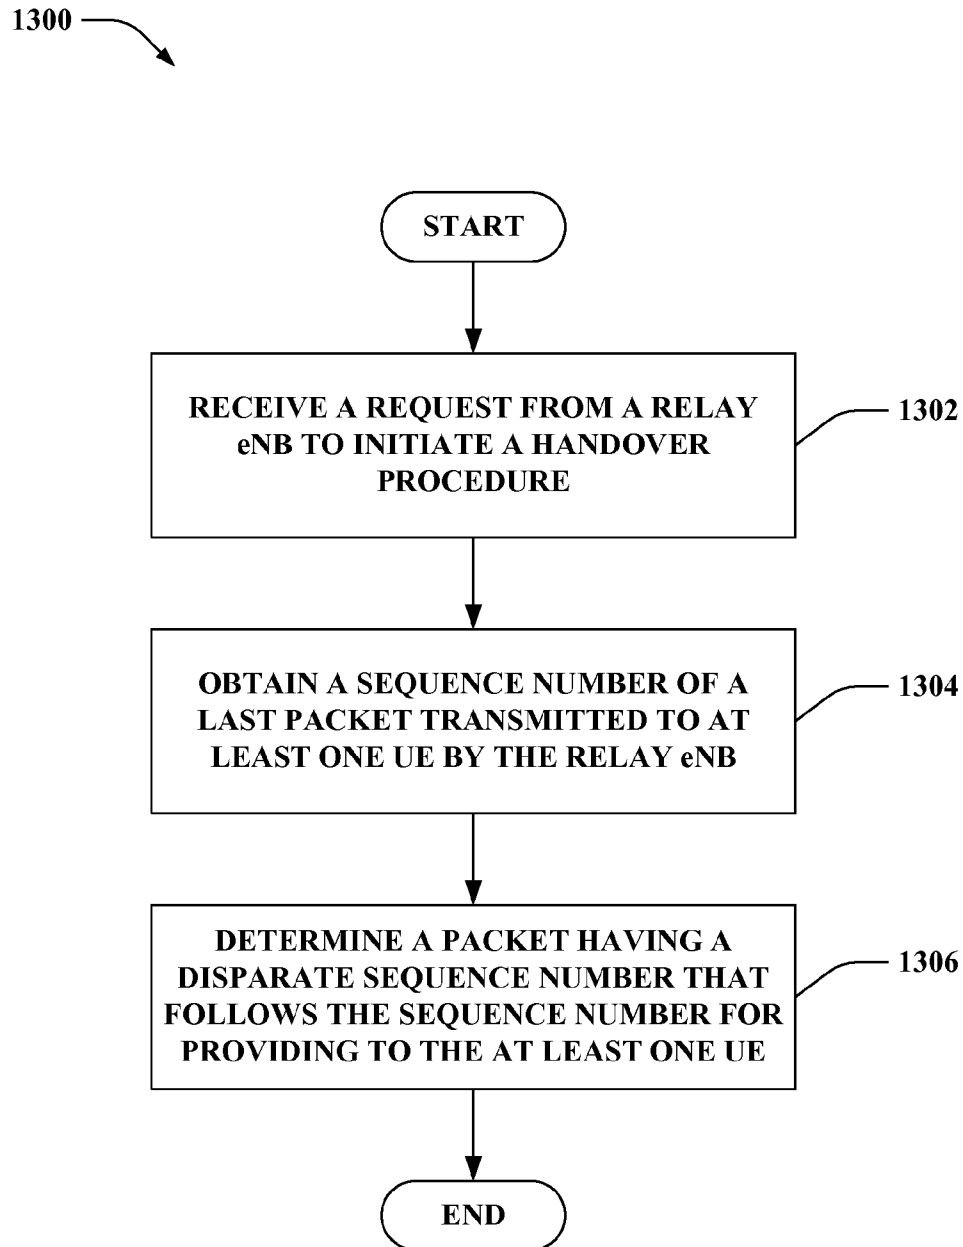 1300
START
RECEIVE A REQUEST FROM A RELAY
eNB TO INITIATE A HANDOVER
PROCEDURE
1302
OBTAIN A SEQUENCE NUMBER OF A
LAST PACKET TRANSMITTED TO AT
LEAST ONE UE BY THE RELAY eNB
1304
DETERMINE A PACKET HAVING A
DISPARATE SEQUENCE NUMBER THAT
FOLLOWS THE SEQUENCE NUMBER FOR
PROVIDING TO THE AT LEAST ONE UE
1306
END